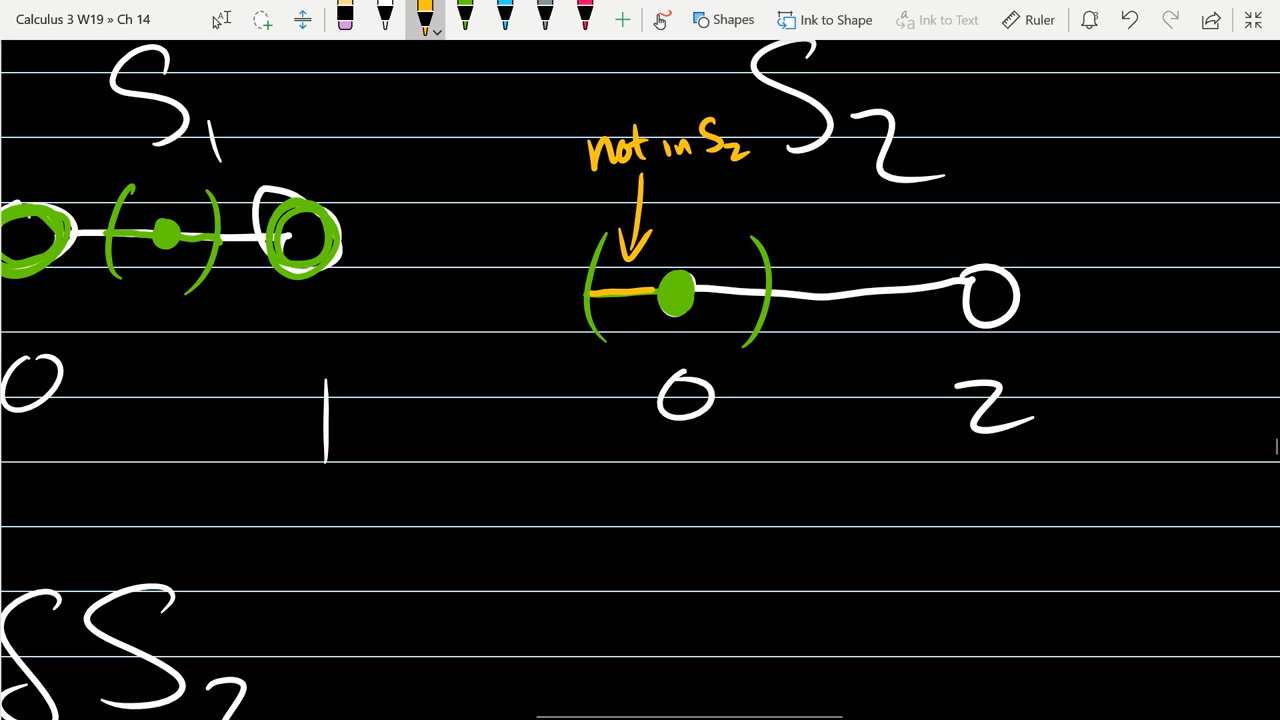 Calculus 3 W19 » Ch 14
Shapes
Ink to Shape
Ink to Text
Ruler
S₁
S₂
not in S₂
( )
( )
0 1
0 2
S₂